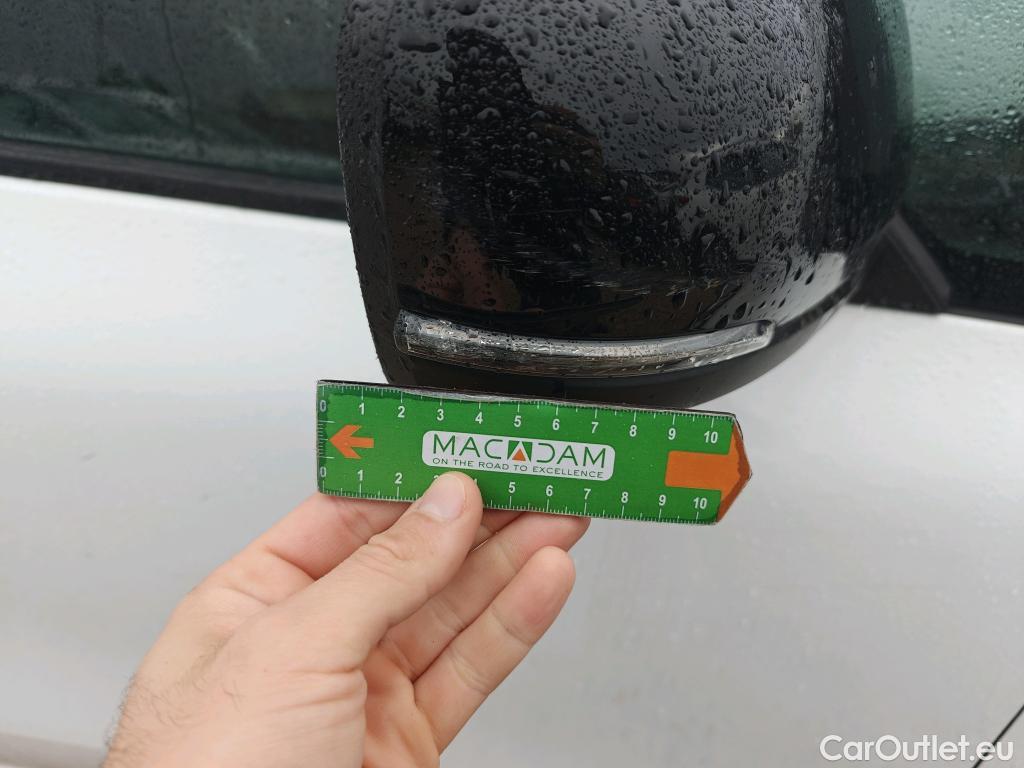 0 1 2 3 4 5 6 7 8 9 10
MACADAM
ON THE ROAD TO EXCELLENCE
0 1 2 3 5 6 7 8 9 10
CarOutlet.eu